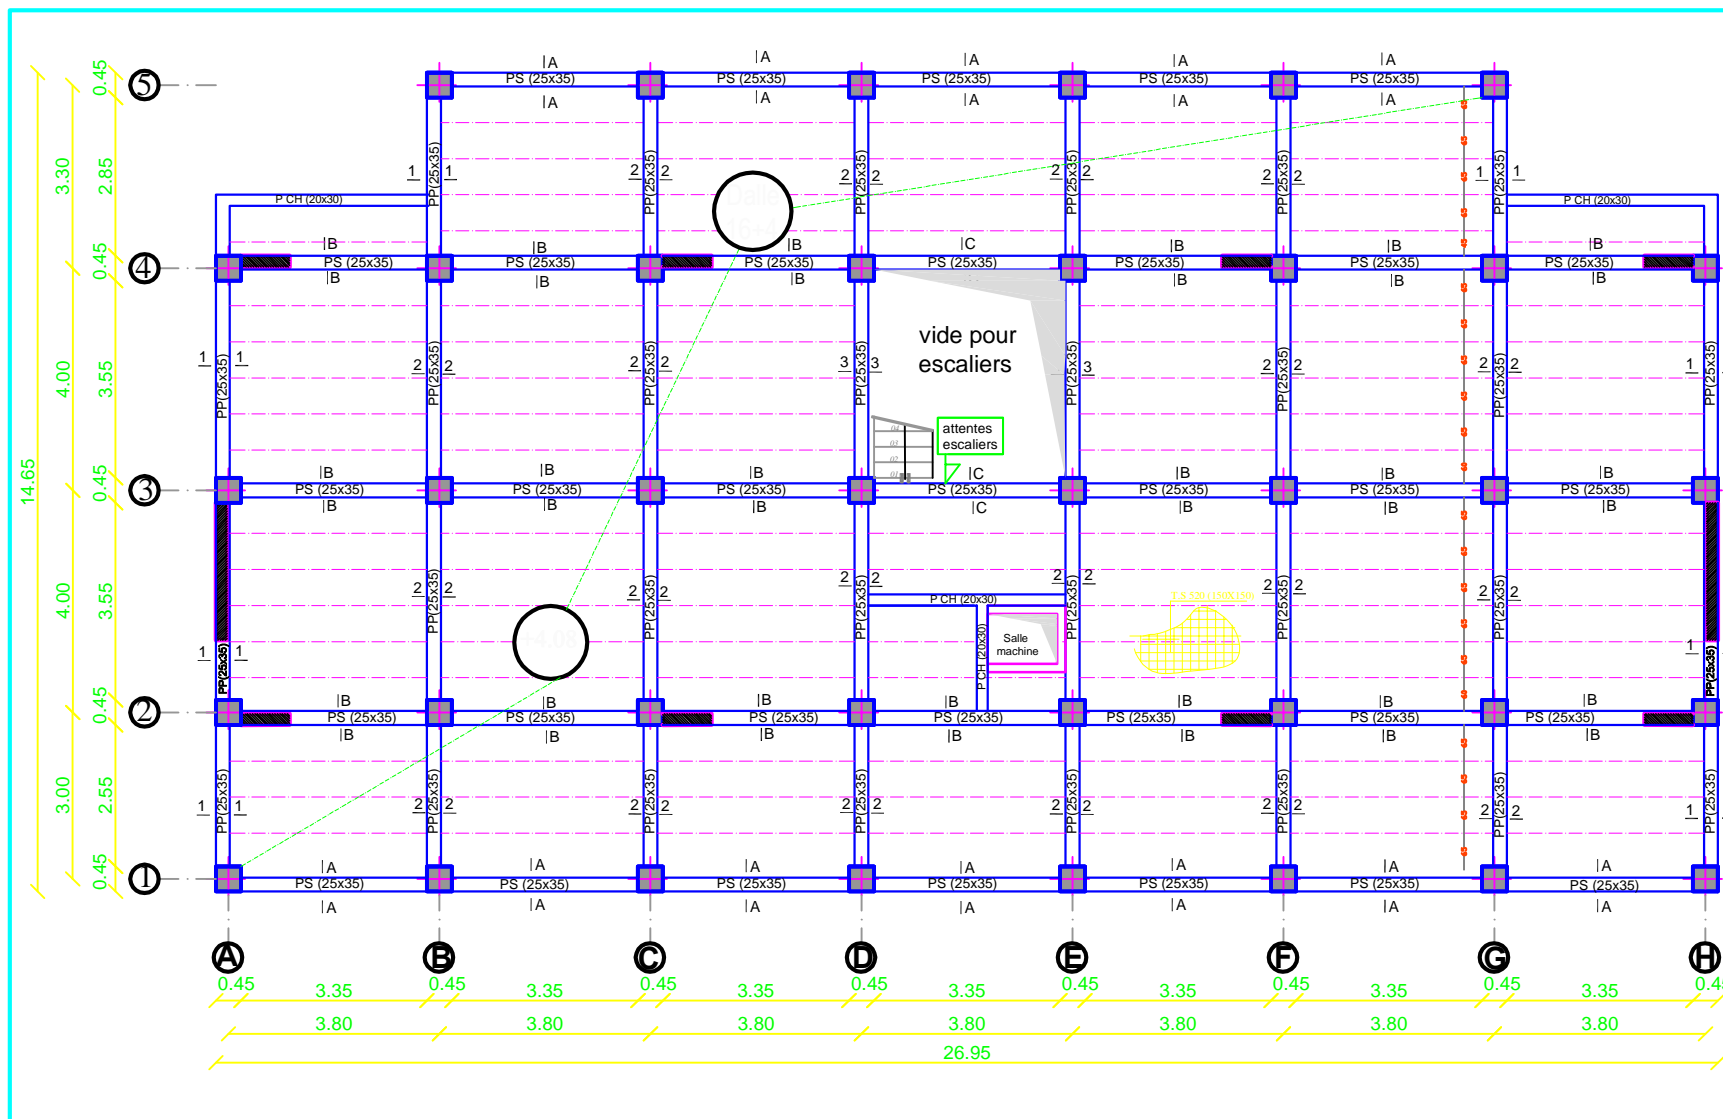 A A A A A
PS (25x35) PS (25x35) PS (25x35) PS (25x35) PS (25x35)
A A A A A
5
0.45
3.30
2.85
1 PP(25x35) 1
2 PP(25x35) 2
2 PP(25x35) 2
2 PP(25x35) 2
2 PP(25x35) 2
1 PP(25x35) 1
P CH (20x30)
P CH (20x30)
Dalle
16+4
B B B C B B B
4
0.45
PS (25x35) PS (25x35) PS (25x35) PS (25x35) PS (25x35) PS (25x35) PS (25x35)
B B B B B B
vide pour
escaliers
4.00
3.55
1 PP(25x35) 1
2 PP(25x35) 2
2 PP(25x35) 2
3 PP(25x35) 3
PP(25x35) 3
2 PP(25x35) 2
2 PP(25x35) 2
1 PP(25x35)
attentes
escaliers
04
03
02
01
14.65
B B B C B B B
3
0.45
PS (25x35) PS (25x35) PS (25x35) PS (25x35) PS (25x35) PS (25x35) PS (25x35)
B B B C B B B
4.00
3.55
2 PP(25x35) 2
2 PP(25x35) 2
2 PP(25x35) 2
2 PP(25x35) 2
2 PP(25x35) 2
2 PP(25x35) 2
P CH (20x30)
P CH (20x30)
Salle
machine
+4.08
1 PP(25x35) 1
1 PP(25x35)
B B B B B B B
2
0.45
PS (25x35) PS (25x35) PS (25x35) PS (25x35) PS (25x35) PS (25x35) PS (25x35)
B B B B B B B
3.00
2.55
1 PP(25x35) 1
2 PP(25x35) 2
2 PP(25x35) 2
2 PP(25x35) 2
2 PP(25x35) 2
2 PP(25x35) 2
2 PP(25x35) 2
1 PP(25x35)
A A A A A A A
1
0.45
PS (25x35) PS (25x35) PS (25x35) PS (25x35) PS (25x35) PS (25x35) PS (25x35)
A A A A A A A
A B C D E F G H
0.45 3.35 0.45 3.35 0.45 3.35 0.45 3.35 0.45 3.35 0.45 3.35 0.45 3.35
3.80 3.80 3.80 3.80 3.80 3.80 3.80
26.95